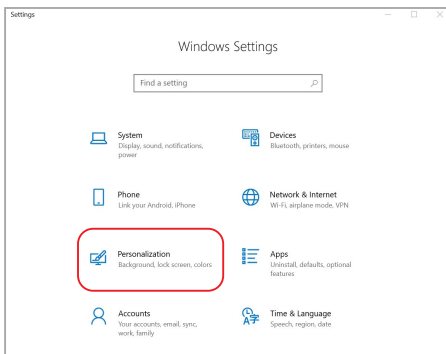 Settings
Windows Settings
Find a setting
System
Display, sound, notifications,
power
Devices
Bluetooth, printers, mouse
Phone
Link your Android, iPhone
Network & Internet
Wi-Fi, airplane mode, VPN
Personalization
Background, lock screen, colors
Apps
Uninstall, defaults, optional
features
Accounts
Your accounts, email, sync,
work, family
Time & Language
Speech, region, date